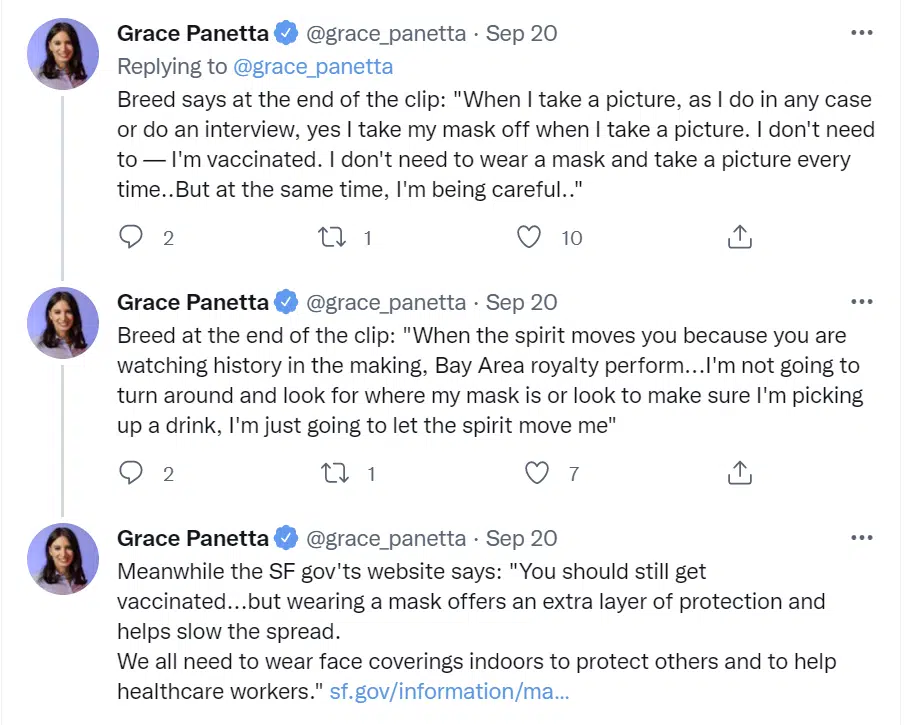 Grace Panetta @grace_panetta · Sep 20
Replying to @grace_panetta
Breed says at the end of the clip: "When I take a picture, as I do in any case
or do an interview, yes I take my mask off when I take a picture. I don't need
to — I'm vaccinated. I don't need to wear a mask and take a picture every
time..But at the same time, I'm being careful.."
2 1 10
Grace Panetta @grace_panetta · Sep 20
Breed at the end of the clip: "When the spirit moves you because you are
watching history in the making, Bay Area royalty perform...I'm not going to
turn around and look for where my mask is or look to make sure I'm picking
up a drink, I'm just going to let the spirit move me"
2 1 7
Grace Panetta @grace_panetta · Sep 20
Meanwhile the SF gov'ts website says: "You should still get
vaccinated...but wearing a mask offers an extra layer of protection and
helps slow the spread.
We all need to wear face coverings indoors to protect others and to help
healthcare workers." sf.gov/information/ma...